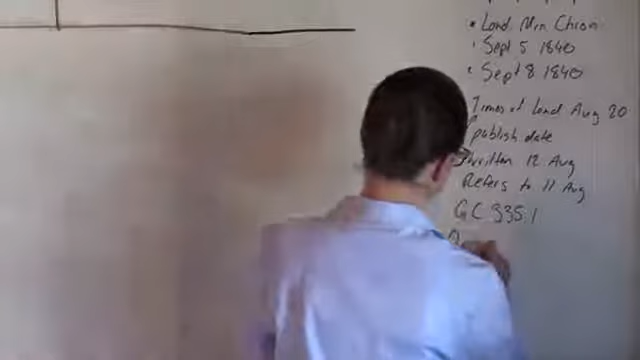 • Lond. Mrn Chron
• Sept 5 1840
• Sept 8 1840
Times of Lond Aug 20
publish date
written 12 Aug
Refers to 11 Aug
GC 335.1